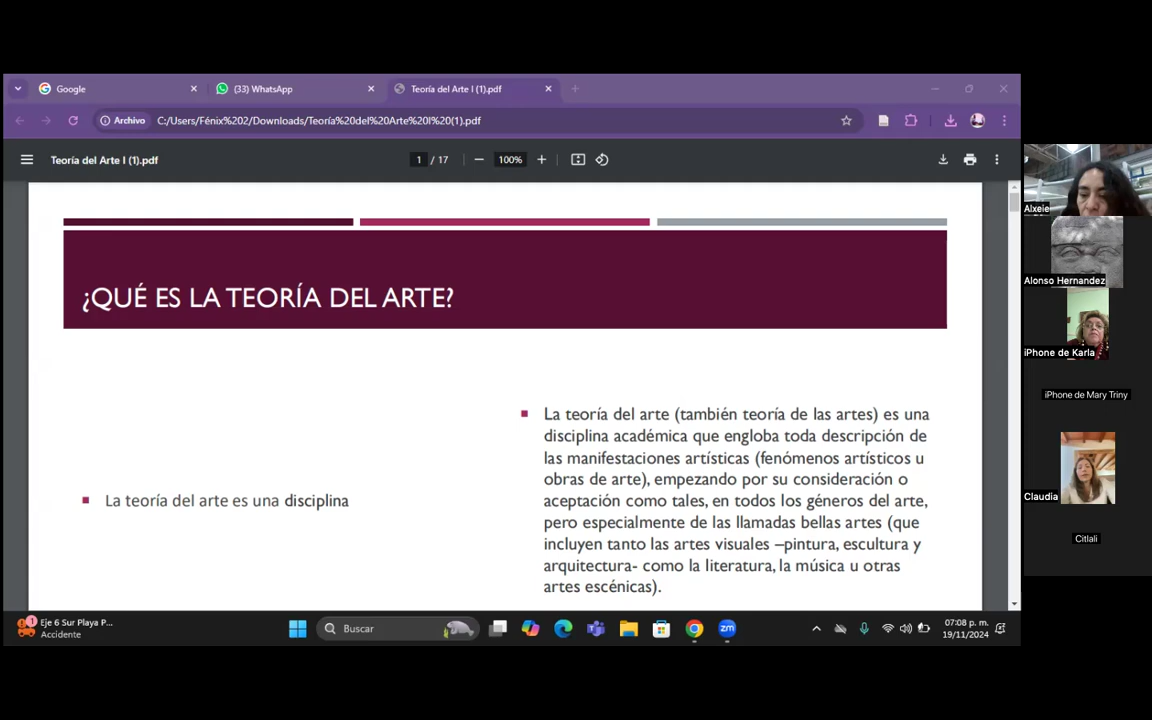 Google
(33) WhatsApp
Teoría del Arte I (1).pdf
Archivo
C:/Users/Fénix%202/Downloads/Teoría%20del%20Arte%20I%20(1).pdf
Teoría del Arte I (1).pdf
1 / 17
100%
¿QUÉ ES LA TEORÍA DEL ARTE?
La teoría del arte es una disciplina
La teoría del arte (también teoría de las artes) es una
disciplina académica que engloba toda descripción de
las manifestaciones artísticas (fenómenos artísticos u
obras de arte), empezando por su consideración o
aceptación como tales, en todos los géneros del arte,
pero especialmente de las llamadas bellas artes (que
incluyen tanto las artes visuales –pintura, escultura y
arquitectura- como la literatura, la música u otras
artes escénicas).
Alxeie
Alonso Hernandez
iPhone de Karla
iPhone de Mary Triny
Claudia
Citlali
1
Eje 6 Sur Playa P...
Accidente
Buscar
zm
07:08 p. m.
19/11/2024